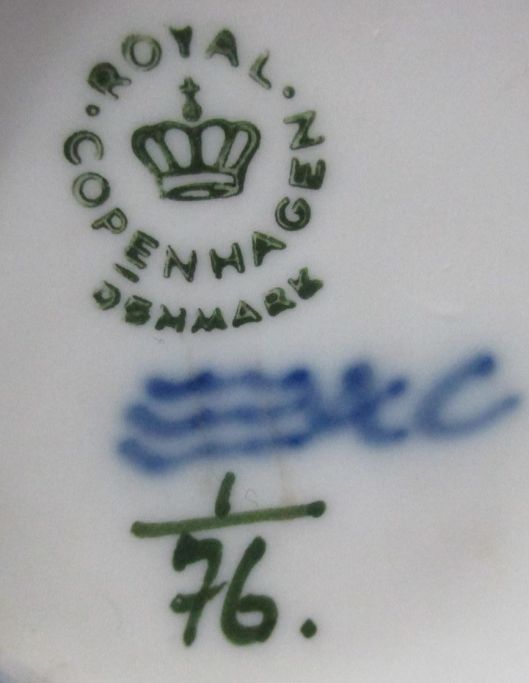 ROYAL · COPENHAGEN ·
DENMARK
1
76.